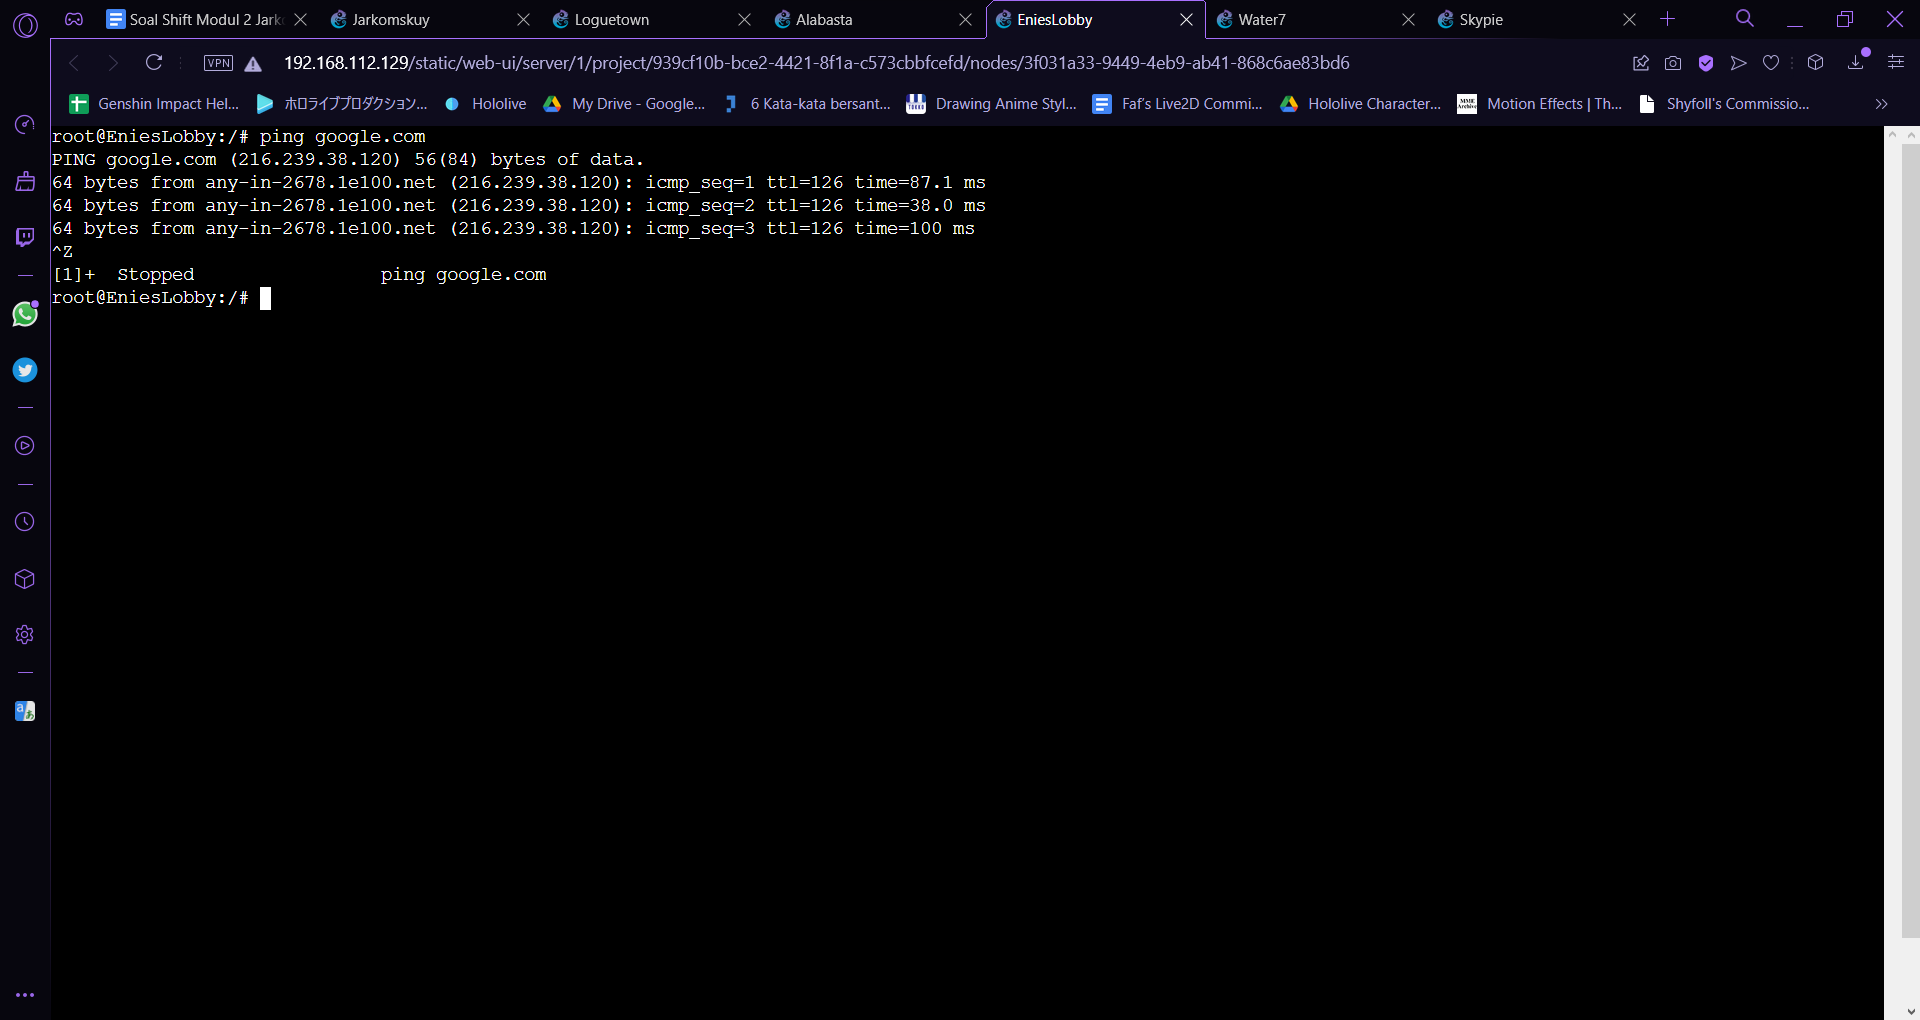 Soal Shift Modul 2 Jark
Jarkomskuy
Loguetown
Alabasta
EniesLobby
Water7
Skypie
VPN
192.168.112.129/static/web-ui/server/1/project/939cf10b-bce2-4421-8f1a-c573cbbfcefd/nodes/3f031a33-9449-4eb9-ab41-868c6ae83bd6
Genshin Impact Hel...
ホロライブプロダクション...
Hololive
My Drive - Google...
6 Kata-kata bersant...
Drawing Anime Styl...
Faf's Live2D Commi...
Hololive Character...
Motion Effects | Th...
Shyfoll's Commissio...
root@EniesLobby:/# ping google.com
PING google.com (216.239.38.120) 56(84) bytes of data.
64 bytes from any-in-2678.1e100.net (216.239.38.120): icmp_seq=1 ttl=126 time=87.1 ms
64 bytes from any-in-2678.1e100.net (216.239.38.120): icmp_seq=2 ttl=126 time=38.0 ms
64 bytes from any-in-2678.1e100.net (216.239.38.120): icmp_seq=3 ttl=126 time=100 ms
^Z
[1]+  Stopped                 ping google.com
root@EniesLobby:/#